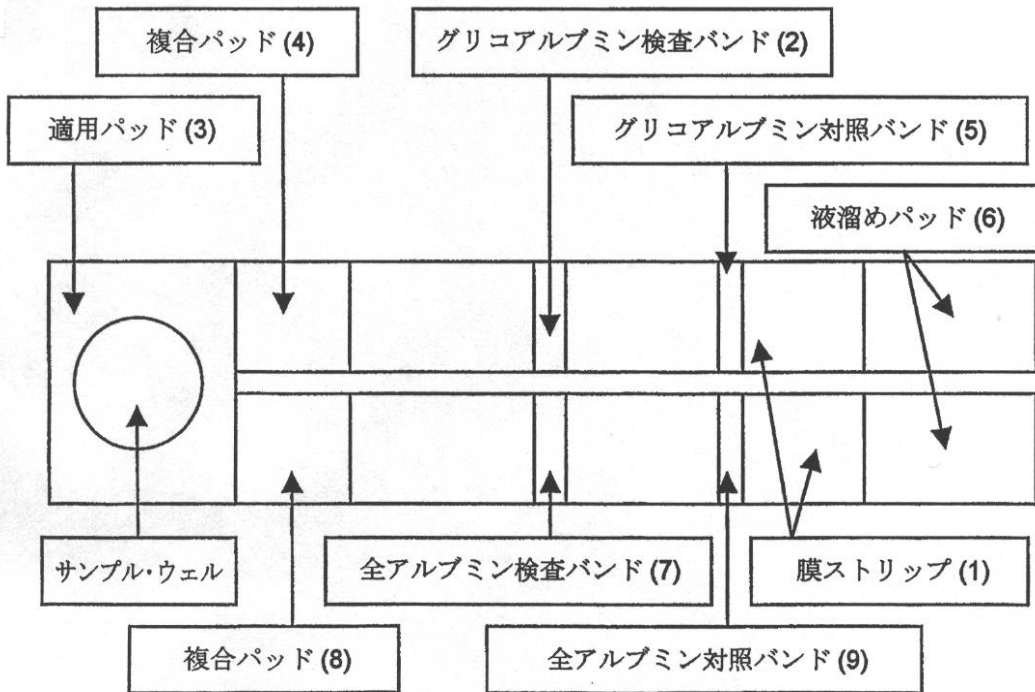 複合パッド (4)
グリコアルブミン検査バンド (2)
適用パッド (3)
グリコアルブミン対照バンド (5)
液溜めパッド (6)
サンプル・ウェル
全アルブミン検査バンド (7)
膜ストリップ (1)
複合パッド (8)
全アルブミン対照バンド (9)